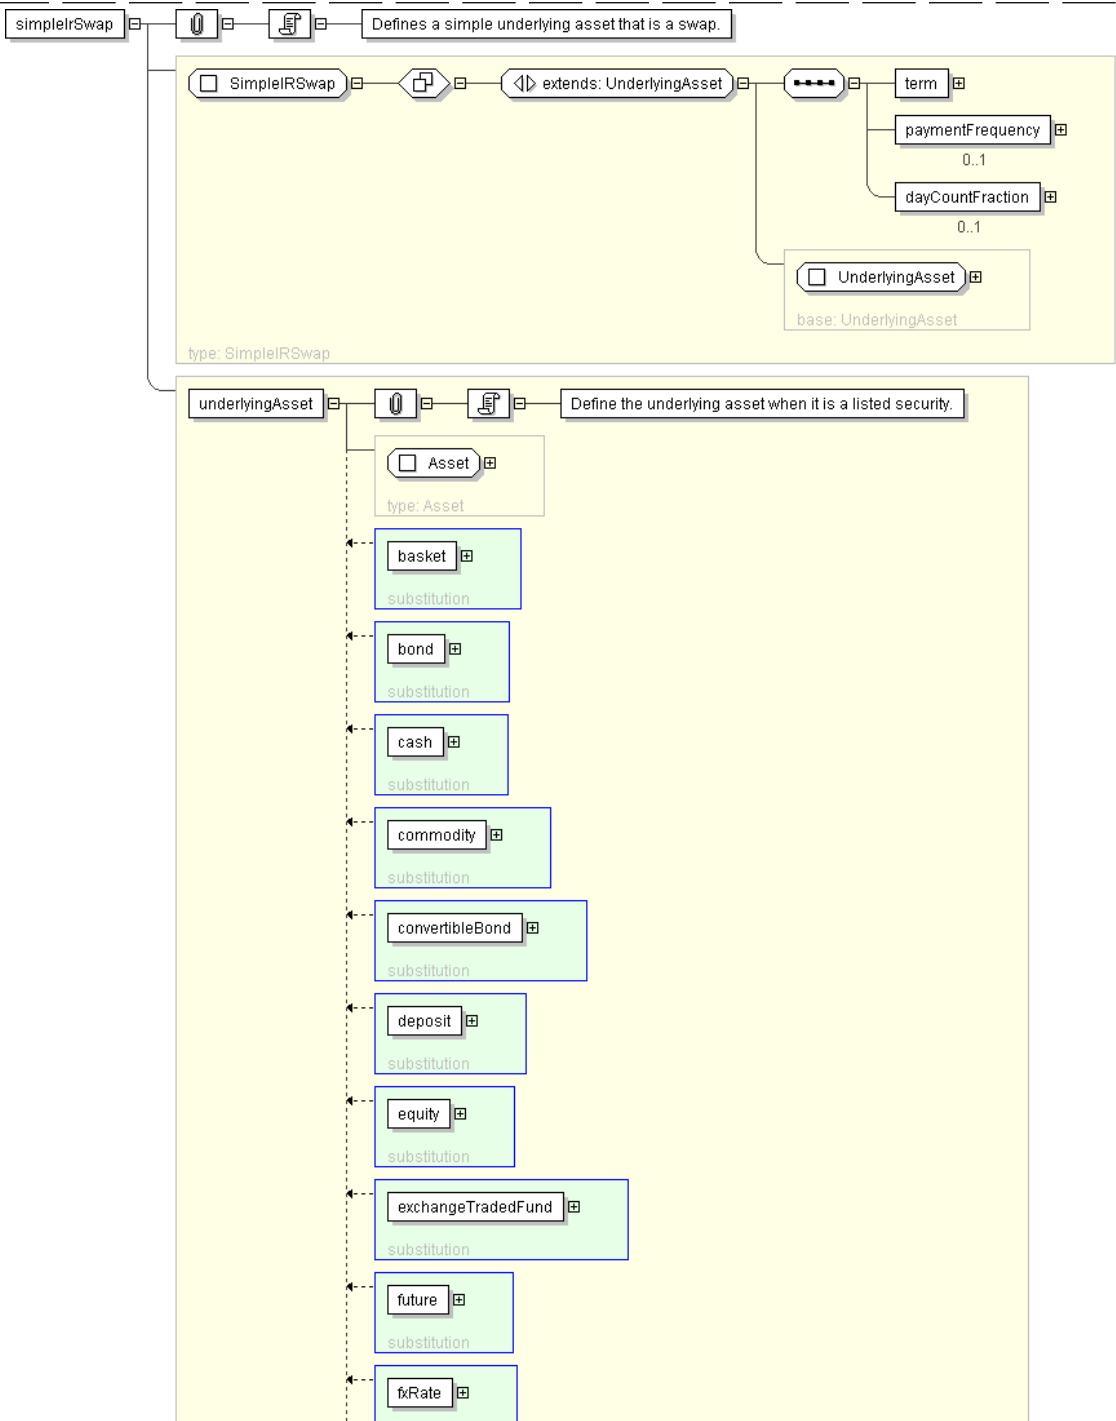 simpleIrSwap
Defines a simple underlying asset that is a swap.
SimpleIRSwap
extends: UnderlyingAsset
term
paymentFrequency
0..1
dayCountFraction
0..1
UnderlyingAsset
base: UnderlyingAsset
type: SimpleIRSwap
underlyingAsset
Define the underlying asset when it is a listed security.
Asset
type: Asset
basket
substitution
bond
substitution
cash
substitution
commodity
substitution
convertibleBond
substitution
deposit
substitution
equity
substitution
exchangeTradedFund
substitution
future
substitution
fxRate